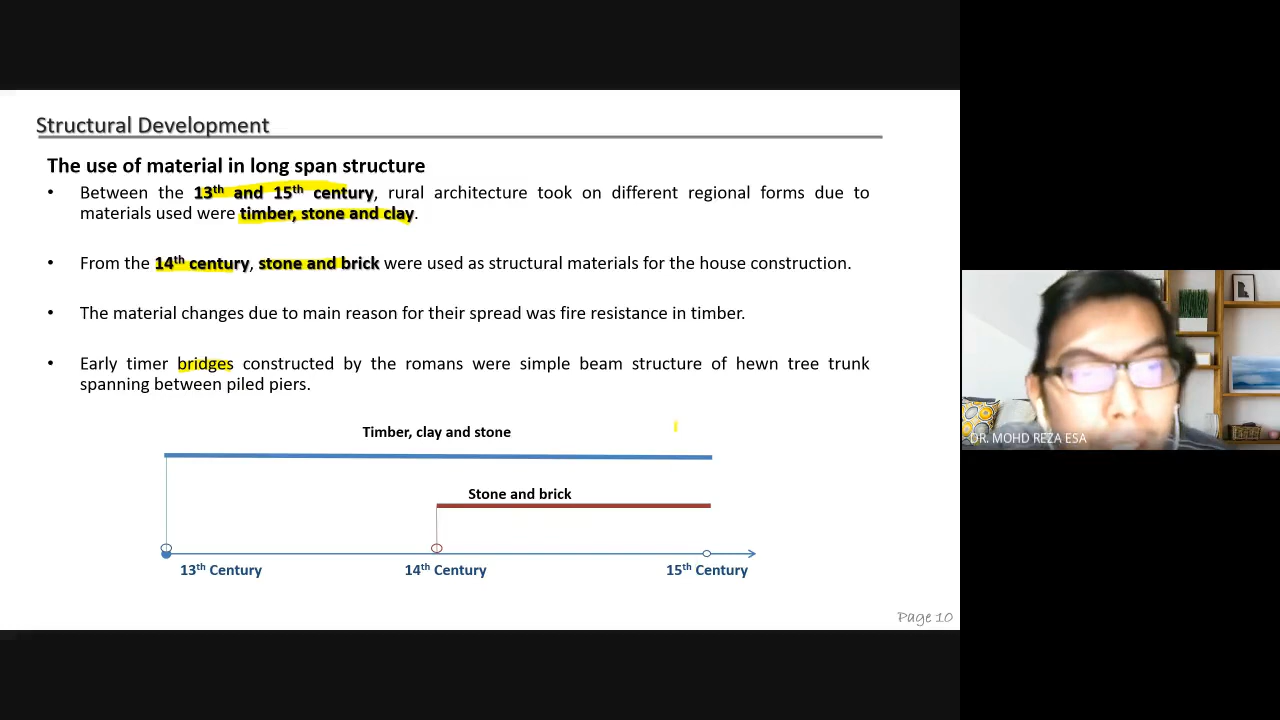 Structural Development
The use of material in long span structure
• Between the 13th and 15th century, rural architecture took on different regional forms due to
materials used were timber, stone and clay.
• From the 14th century, stone and brick were used as structural materials for the house construction.
• The material changes due to main reason for their spread was fire resistance in timber.
• Early timer bridges constructed by the romans were simple beam structure of hewn tree trunk
spanning between piled piers.
Timber, clay and stone
Stone and brick
13th Century
14th Century
15th Century
Page 10
DR. MOHD REZA ESA